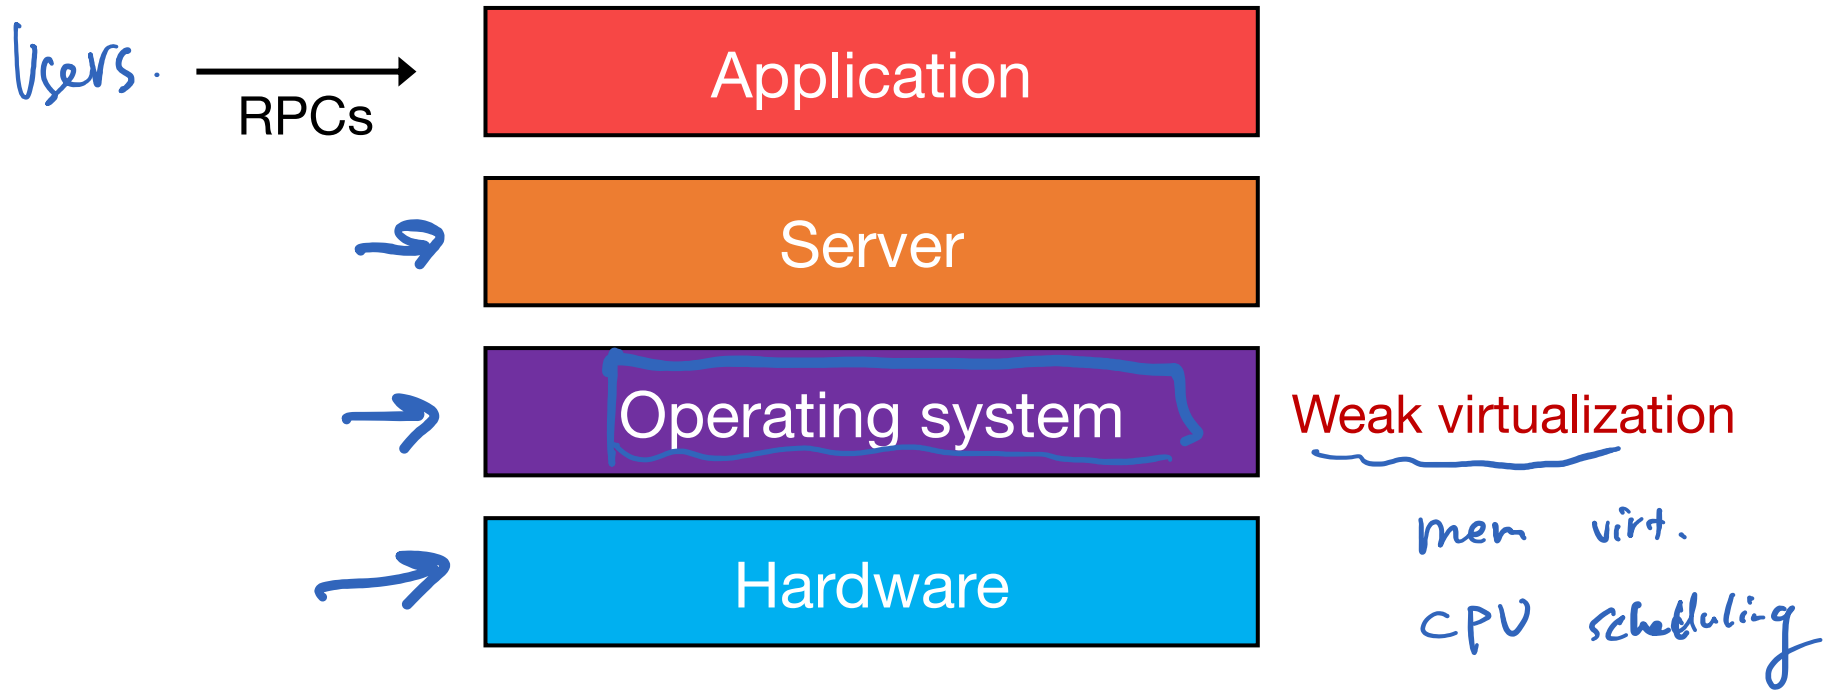 Users.
RPCs
Application
Server
Operating system
Weak virtualization
mem virt.
CPU scheduling
Hardware